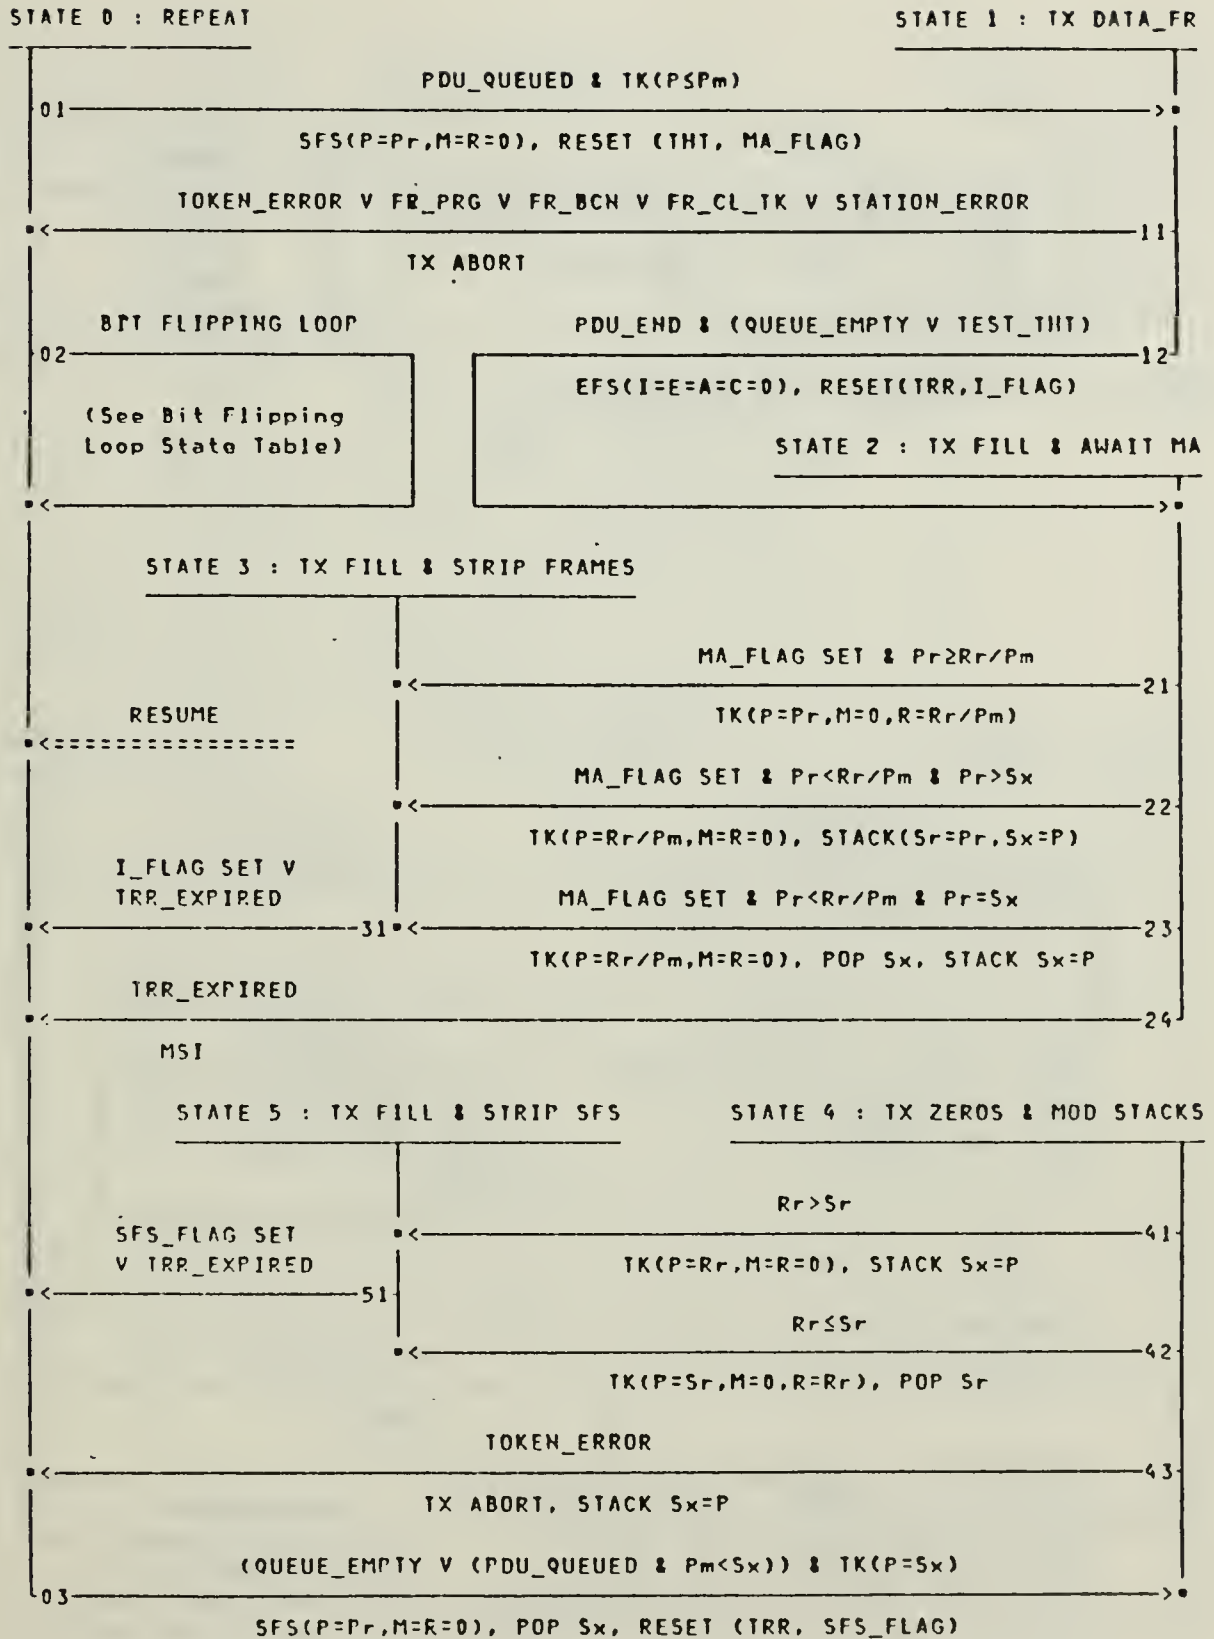 STATE 0 : REPEAT
STATE 1 : TX DATA_FR
PDU_QUEUED & TK(P≤Pm)
01
SFS(P=Pr,M=R=0), RESET (THT, MA_FLAG)
TOKEN_ERROR V FR_PRG V FR_BCN V FR_CL_TK V STATION_ERROR
11
TX ABORT
BIT FLIPPING LOOP
PDU_END & (QUEUE_EMPTY V TEST_THT)
02
12
EFS(I=E=A=C=0), RESET(TRR,I_FLAG)
(See Bit Flipping
Loop State Table)
STATE 2 : TX FILL & AWAIT MA
STATE 3 : TX FILL & STRIP FRAMES
MA_FLAG SET & Pr≥Rr/Pm
21
RESUME
TK(P=Pr,M=0,R=Rr/Pm)
MA_FLAG SET & Pr<Rr/Pm & Pr>Sx
22
TK(P=Rr/Pm,M=R=0), STACK(Sr=Pr,Sx=P)
I_FLAG SET V
TRR_EXPIRED
MA_FLAG SET & Pr<Rr/Pm & Pr=Sx
31
23
TK(P=Rr/Pm,M=R=0), POP Sx, STACK Sx=P
TRR_EXPIRED
24
MSI
STATE 5 : TX FILL & STRIP SFS
STATE 4 : TX ZEROS & MOD STACKS
Rr>Sr
SFS_FLAG SET
V TRR_EXPIRED
41
TK(P=Rr,M=R=0), STACK Sx=P
51
Rr≤Sr
42
TK(P=Sr,M=0,R=Rr), POP Sr
TOKEN_ERROR
43
TX ABORT, STACK Sx=P
(QUEUE_EMPTY V (PDU_QUEUED & Pm<Sx)) & TK(P=Sx)
03
SFS(P=Pr,M=R=0), POP Sx, RESET (TRR, SFS_FLAG)